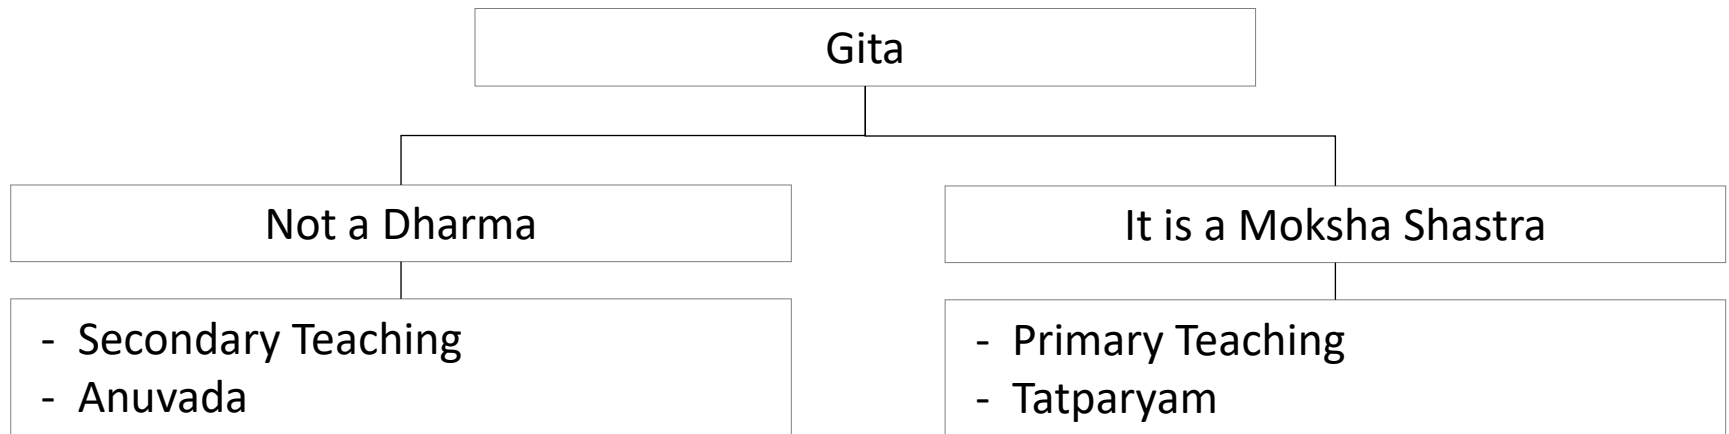 Gita
Not a Dharma
- Secondary Teaching
- Anuvada
It is a Moksha Shastra
- Primary Teaching
- Tatparyam